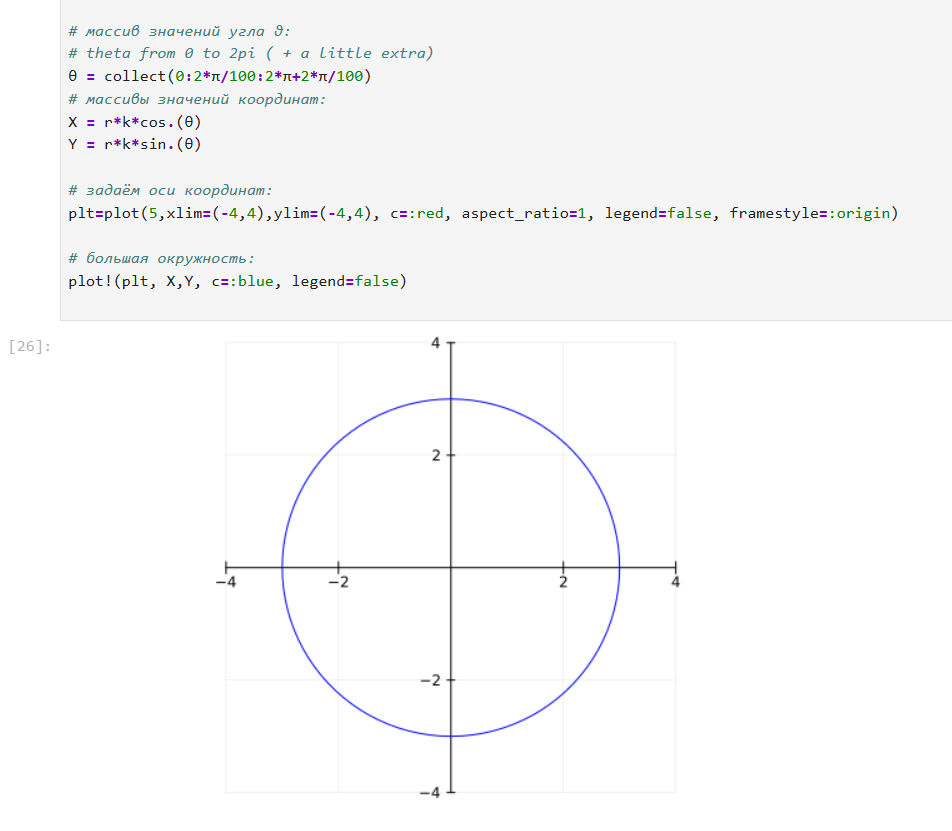 # массив значений угла θ:
# theta from 0 to 2pi ( + a little extra)
θ = collect(0:2*π/100:2*π+2*π/100)
# массивы значений координат:
X = r*k*cos.(θ)
Y = r*k*sin.(θ)
# задаём оси координат:
plt=plot(5,xlim=(-4,4),ylim=(-4,4), c=:red, aspect_ratio=1, legend=false, framestyle=:origin)
# большая окружность:
plot!(plt, X,Y, c=:blue, legend=false)
[26]:
4
2
−4 −2 2 4
−2
−4